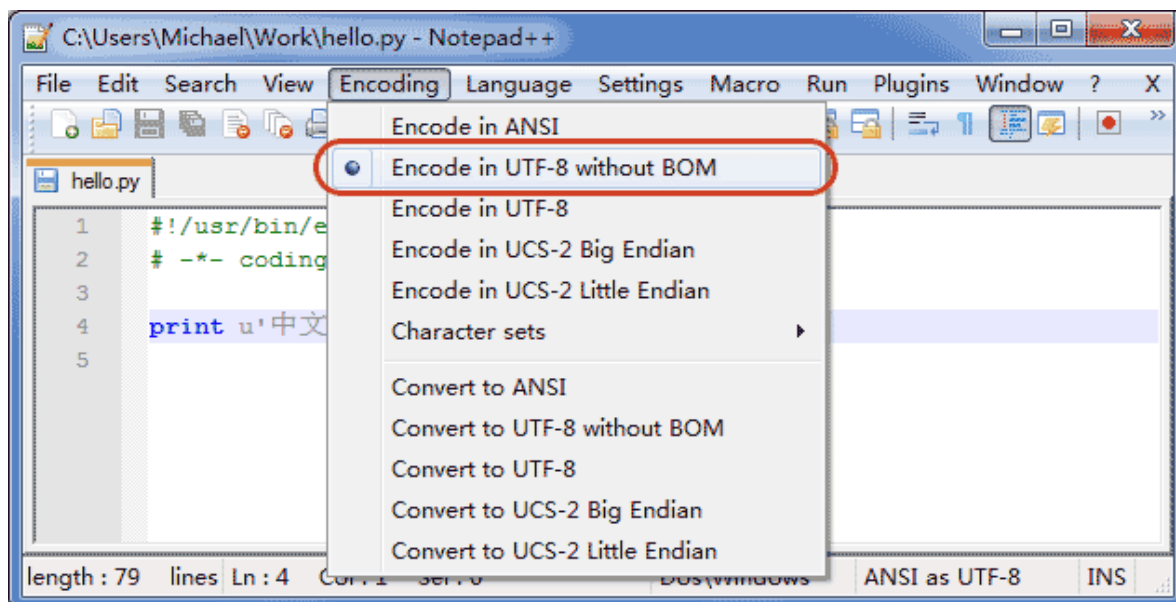 C:\Users\Michael\Work\hello.py - Notepad++
File Edit Search View Encoding Language Settings Macro Run Plugins Window ? X
Encode in ANSI
Encode in UTF-8 without BOM
Encode in UTF-8
Encode in UCS-2 Big Endian
Encode in UCS-2 Little Endian
Character sets
Convert to ANSI
Convert to UTF-8 without BOM
Convert to UTF-8
Convert to UCS-2 Big Endian
Convert to UCS-2 Little Endian
hello.py
1 #!/usr/bin/e
2 # -*- coding
3
4 print u'中文
5
length : 79 lines Ln : 4 ANSI as UTF-8 INS